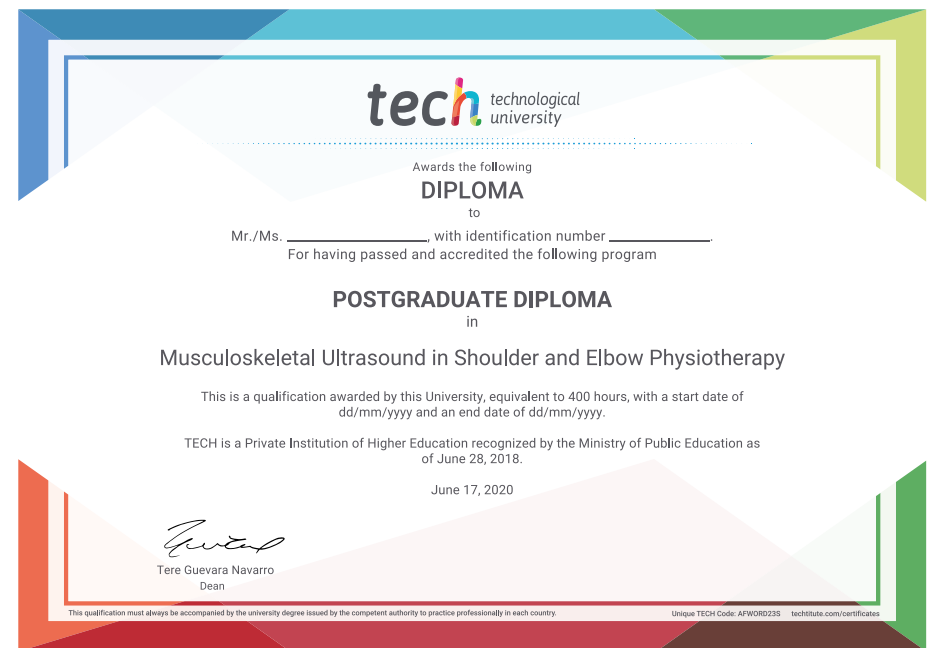 tech technological
university
Awards the following
DIPLOMA
to
Mr./Ms. ____________, with identification number ____________.
For having passed and accredited the following program
POSTGRADUATE DIPLOMA
in
Musculoskeletal Ultrasound in Shoulder and Elbow Physiotherapy
This is a qualification awarded by this University, equivalent to 400 hours, with a start date of
dd/mm/yyyy and an end date of dd/mm/yyyy.
TECH is a Private Institution of Higher Education recognized by the Ministry of Public Education as
of June 28, 2018.
June 17, 2020
Tere Guevara Navarro
Dean
This qualification must always be accompanied by the university degree issued by the competent authority to practice professionally in each country. Unique TECH Code: AFWORD23S techtitute.com/certificates